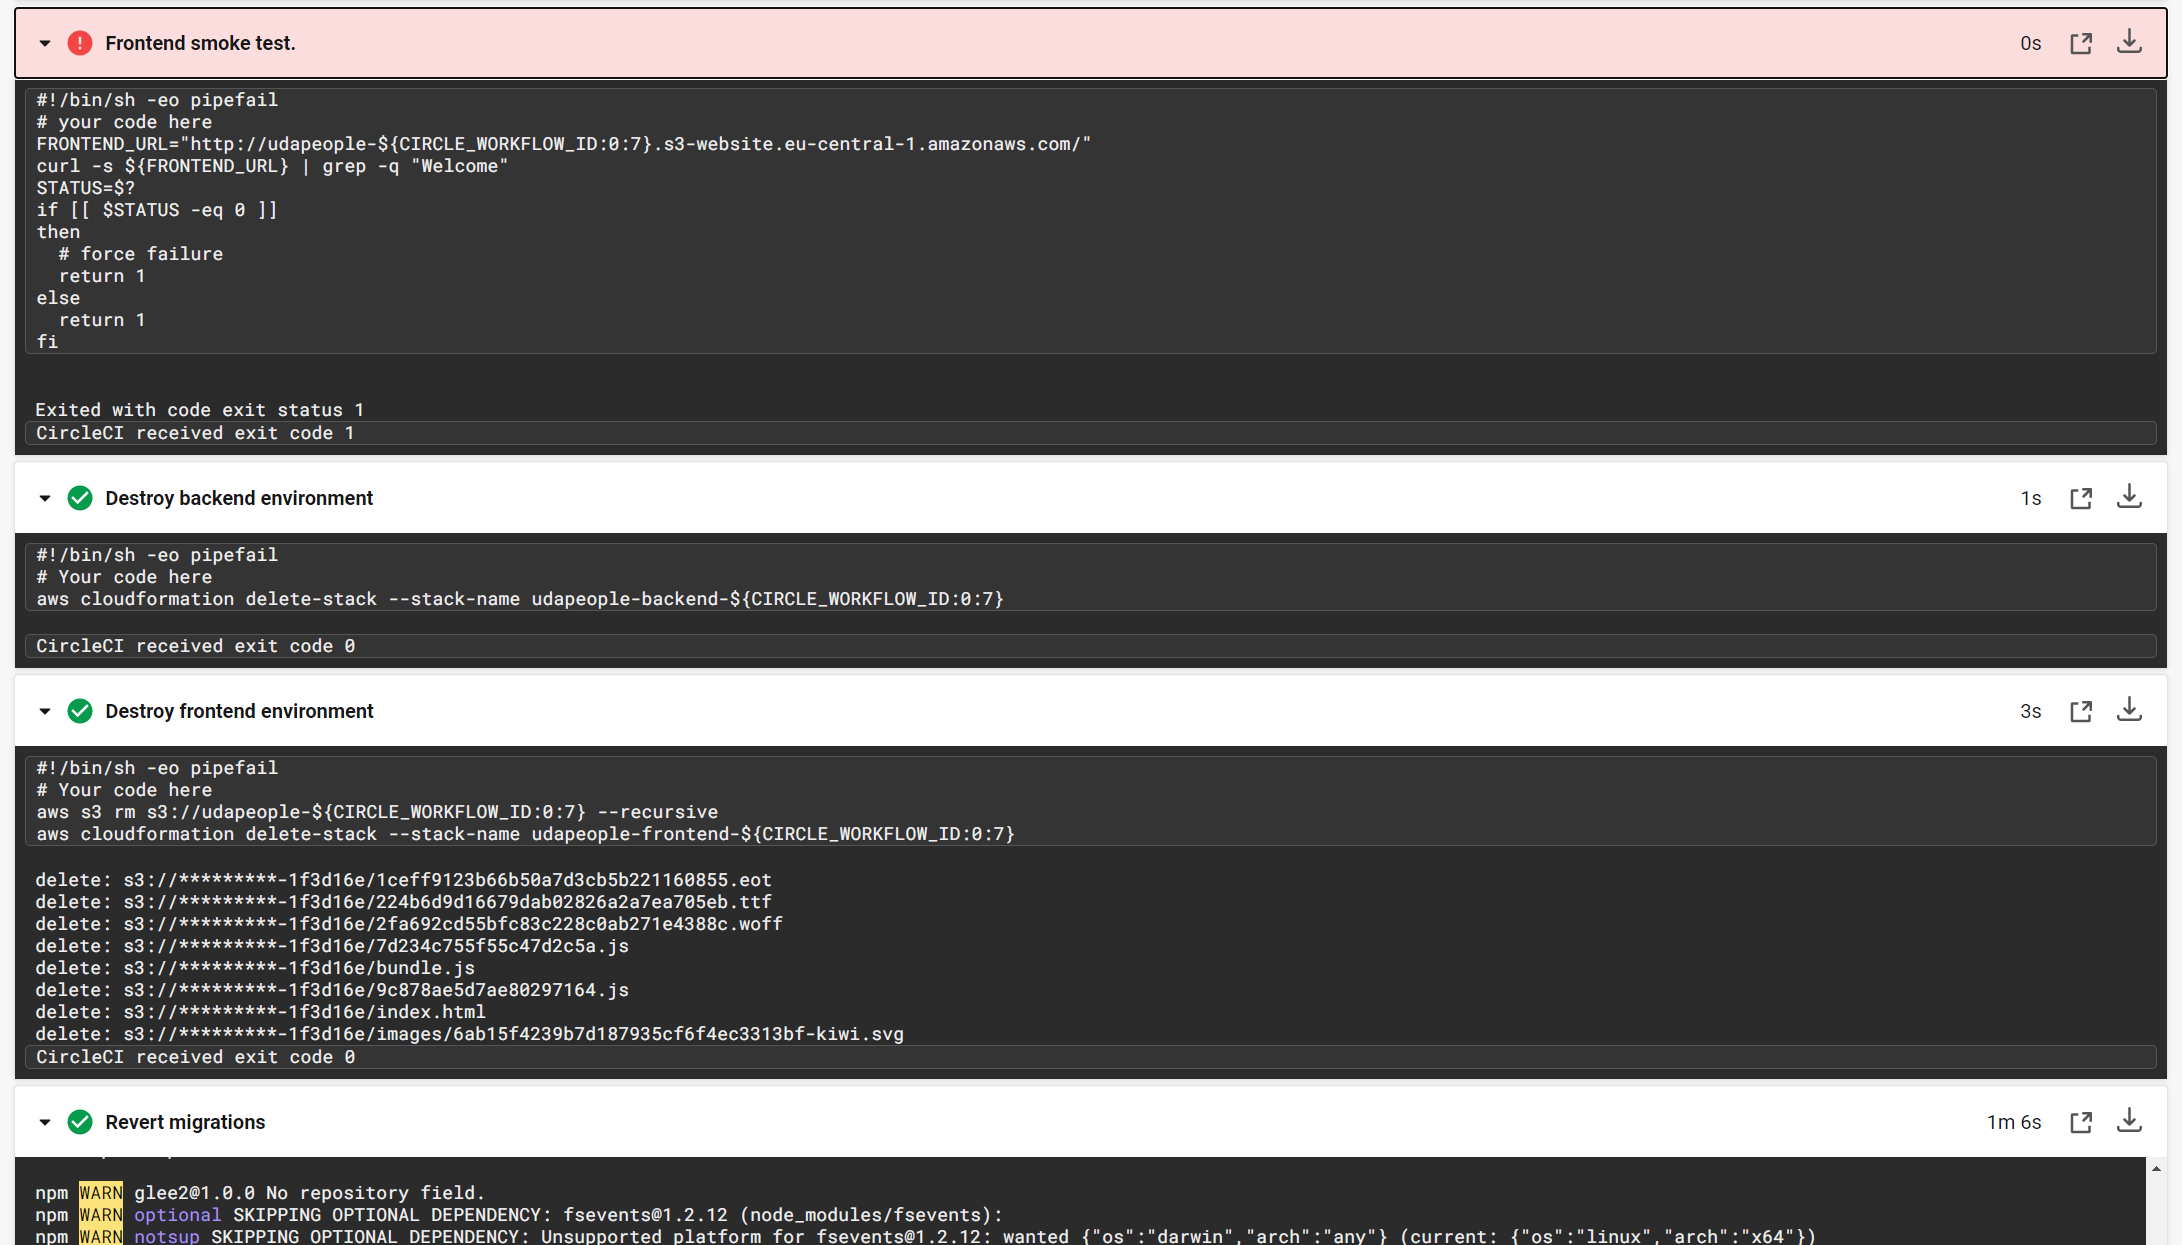 Frontend smoke test.
0s
#!/bin/sh -eo pipefail
# your code here
FRONTEND_URL="http://udapeople-${CIRCLE_WORKFLOW_ID:0:7}.s3-website.eu-central-1.amazonaws.com/"
curl -s ${FRONTEND_URL} | grep -q "Welcome"
STATUS=$?
if [[ $STATUS -eq 0 ]]
then
  # force failure
  return 1
else
  return 1
fi
Exited with code exit status 1
CircleCI received exit code 1
Destroy backend environment
1s
#!/bin/sh -eo pipefail
# Your code here
aws cloudformation delete-stack --stack-name udapeople-backend-${CIRCLE_WORKFLOW_ID:0:7}
CircleCI received exit code 0
Destroy frontend environment
3s
#!/bin/sh -eo pipefail
# Your code here
aws s3 rm s3://udapeople-${CIRCLE_WORKFLOW_ID:0:7} --recursive
aws cloudformation delete-stack --stack-name udapeople-frontend-${CIRCLE_WORKFLOW_ID:0:7}
delete: s3://*********-1f3d16e/1ceff9123b66b50a7d3cb5b221160855.eot
delete: s3://*********-1f3d16e/224b6d9d16679dab02826a2a7ea705eb.ttf
delete: s3://*********-1f3d16e/2fa692cd55bfc83c228c0ab271e4388c.woff
delete: s3://*********-1f3d16e/7d234c755f55c47d2c5a.js
delete: s3://*********-1f3d16e/bundle.js
delete: s3://*********-1f3d16e/9c878ae5d7ae80297164.js
delete: s3://*********-1f3d16e/index.html
delete: s3://*********-1f3d16e/images/6ab15f4239b7d187935cf6f4ec3313bf-kiwi.svg
CircleCI received exit code 0
Revert migrations
1m 6s
npm WARN glee2@1.0.0 No repository field.
npm WARN optional SKIPPING OPTIONAL DEPENDENCY: fsevents@1.2.12 (node_modules/fsevents):
npm WARN notsup SKIPPING OPTIONAL DEPENDENCY: Unsupported platform for fsevents@1.2.12: wanted {"os":"darwin","arch":"any"} (current: {"os":"linux","arch":"x64"})